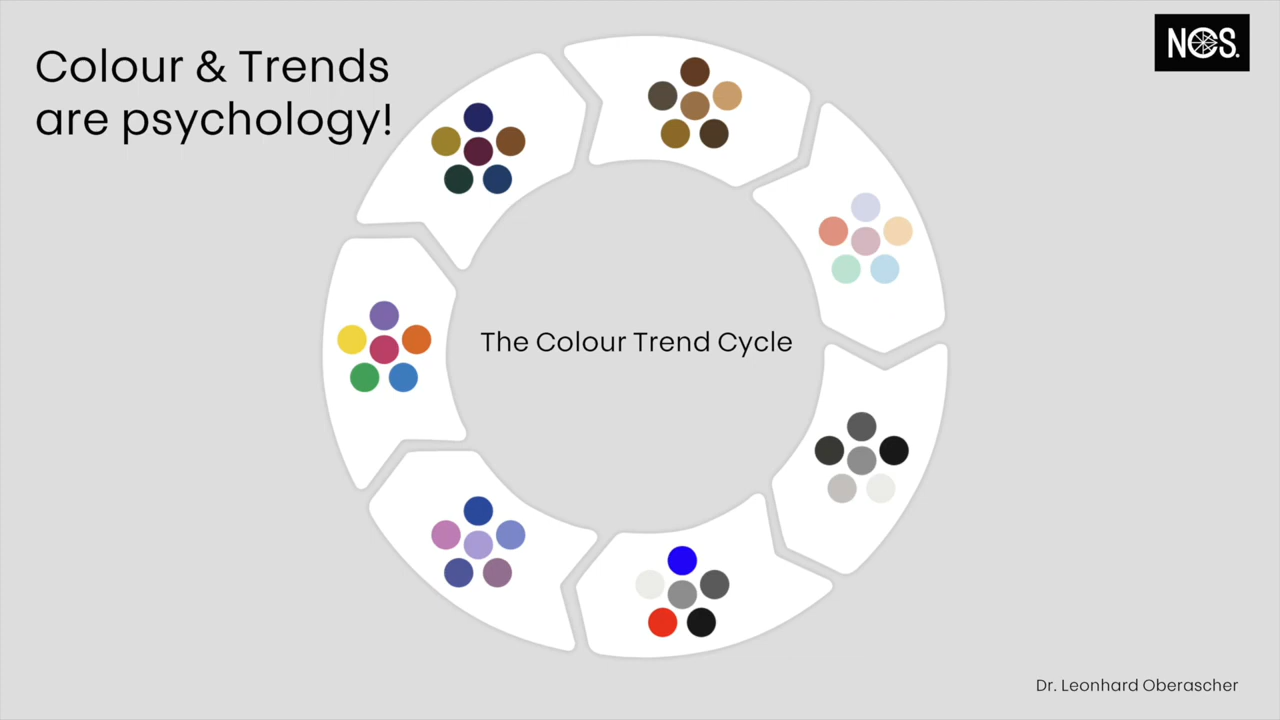 Colour & Trends
are psychology!
NCS.
The Colour Trend Cycle
Dr. Leonhard Oberascher